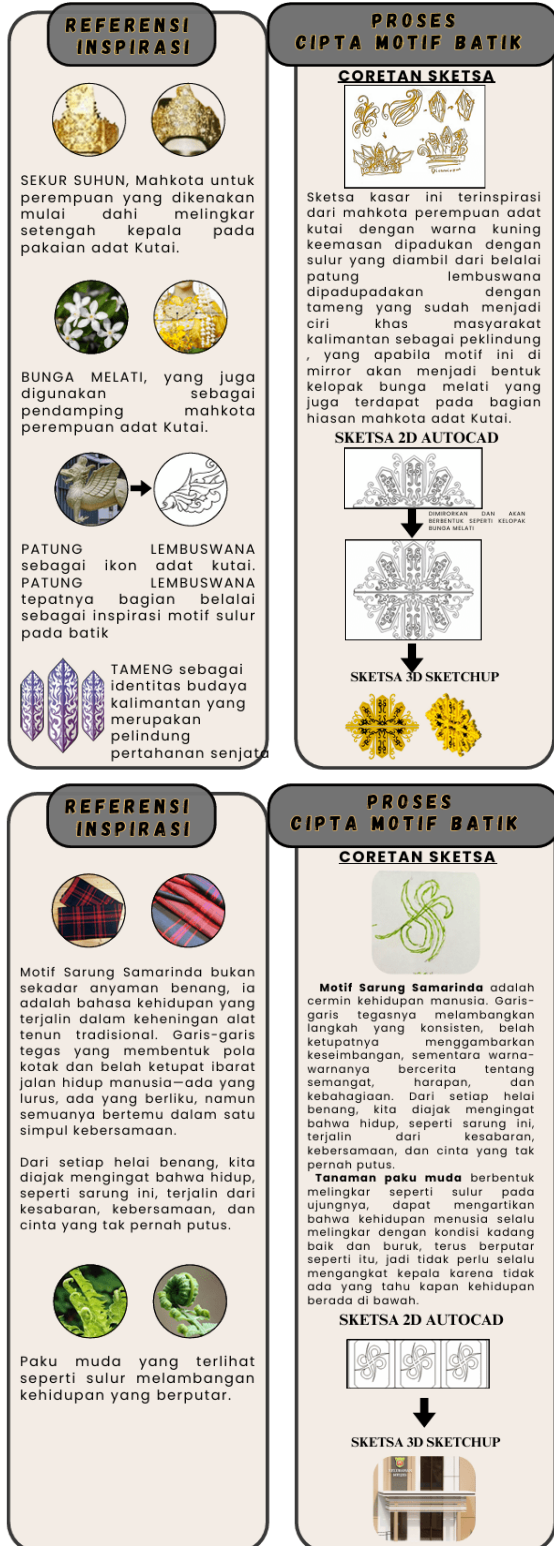 REFERENSI
INSPIRASI
SEKUR SUHUN, Mahkota untuk
perempuan yang dikenakan
mulai dahi melingkar
setengah kepala pada
pakaian adat Kutai.
BUNGA MELATI, yang juga
digunakan sebagai
pendamping mahkota
perempuan adat Kutai.
PATUNG LEMBUSWANA
sebagai ikon adat kutai.
PATUNG LEMBUSWANA
tepatnya bagian belalai
sebagai inspirasi motif sulur
pada batik
TAMENG sebagai
identitas budaya
kalimantan yang
merupakan
pelindung
pertahanan senjata
PROSES
CIPTA MOTIF BATIK
CORETAN SKETSA
Sketsa kasar ini terinspirasi
dari mahkota perempuan adat
kutai dengan warna kuning
keemasan dipadukan dengan
sulur yang diambil dari belalai
patung lembuswana
dipadupadakan dengan
tameng yang sudah menjadi
ciri khas masyarakat
kalimantan sebagai peklindung
, yang apabila motif ini di
mirror akan menjadi bentuk
kelopak bunga melati yang
juga terdapat pada bagian
hiasan mahkota adat Kutai.
SKETSA 2D AUTOCAD
DIMIRORKAN DAN AKAN
BERBENTUK SEPERTI KELOPAK
BUNGA MELATI
SKETSA 3D SKETCHUP
REFERENSI
INSPIRASI
Motif Sarung Samarinda bukan
sekadar anyaman benang, ia
adalah bahasa kehidupan yang
terjalin dalam keheningan alat
tenun tradisional. Garis-garis
tegas yang membentuk pola
kotak dan belah ketupat ibarat
jalan hidup manusia—ada yang
lurus, ada yang berliku, namun
semuanya bertemu dalam satu
simpul kebersamaan.
Dari setiap helai benang, kita
diajak mengingat bahwa hidup,
seperti sarung ini, terjalin dari
kesabaran, kebersamaan, dan
cinta yang tak pernah putus.
Paku muda yang terlihat
seperti sulur melambangan
kehidupan yang berputar.
PROSES
CIPTA MOTIF BATIK
CORETAN SKETSA
Motif Sarung Samarinda adalah
cermin kehidupan manusia. Garis-
garis tegasnya melambangkan
langkah yang konsisten, belah
ketupatnya menggambarkan
keseimbangan, sementara warna-
warnanya bercerita tentang
semangat, harapan, dan
kebahagiaan. Dari setiap helai
benang, kita diajak mengingat
bahwa hidup, seperti sarung ini,
terjalin dari kesabaran,
kebersamaan, dan cinta yang tak
pernah putus.
Tanaman paku muda berbentuk
melingkar seperti sulur pada
ujungnya, dapat mengartikan
bahwa kehidupan menusia selalu
melingkar dengan kondisi kadang
baik dan buruk, terus berputar
seperti itu, jadi tidak perlu selalu
mengangkat kepala karena tidak
ada yang tahu kapan kehidupan
berada di bawah.
SKETSA 2D AUTOCAD
SKETSA 3D SKETCHUP